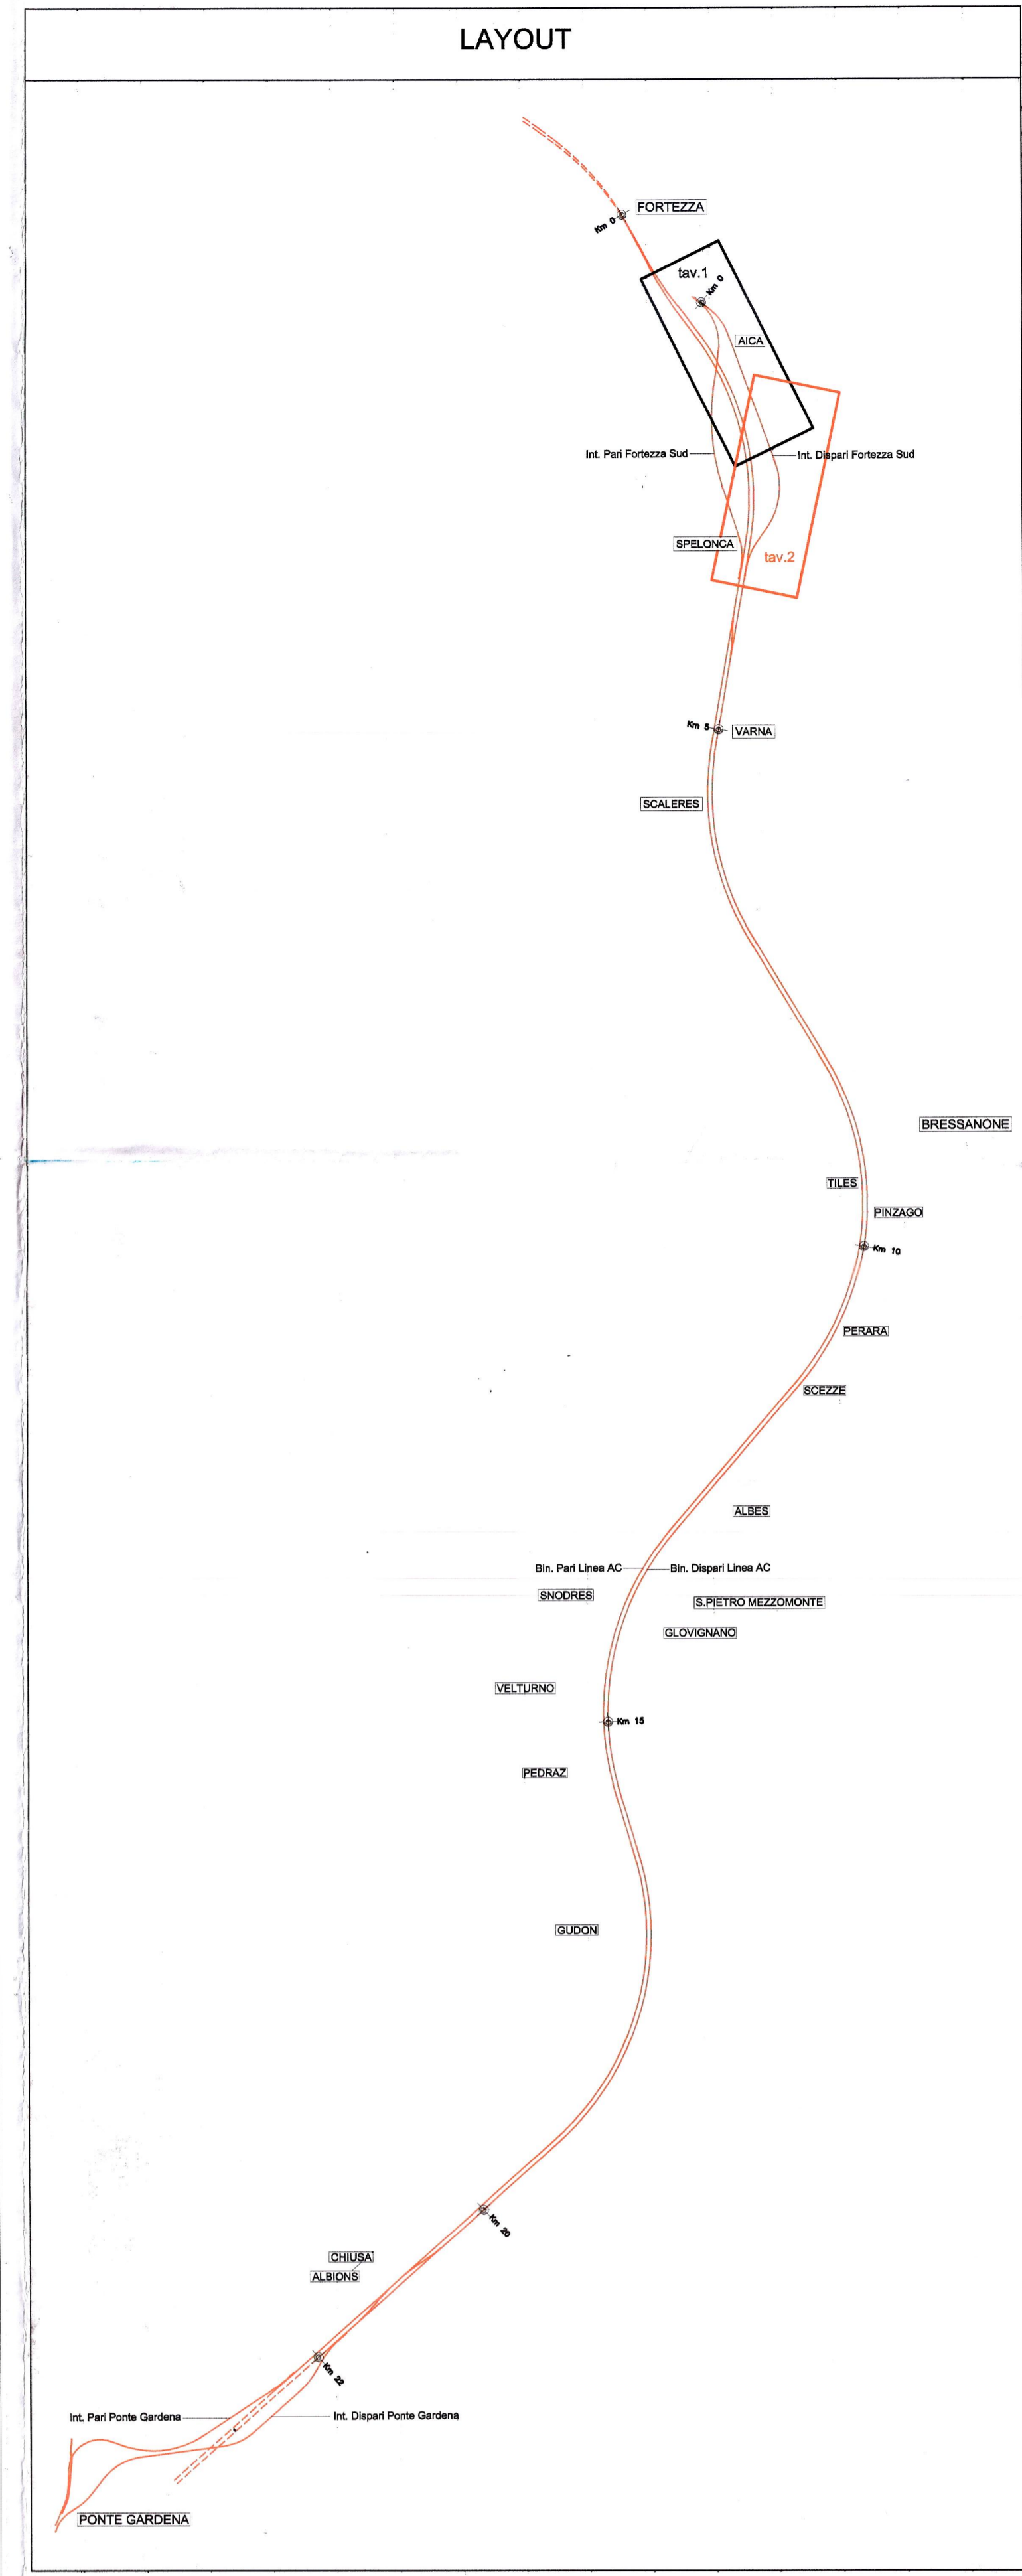 LAYOUT
FORTEZZA
Km 0
tav.1
Km 0
AICA
Int. Pari Fortezza Sud
Int. Dispari Fortezza Sud
SPELONCA
tav.2
Km 5
VARNA
SCALERES
BRESSANONE
TILES
PINZAGO
Km 10
PERARA
SCEZZE
ALBES
Bin. Pari Linea AC
Bin. Dispari Linea AC
SNODRES
S.PIETRO MEZZOMONTE
GLOVIGNANO
VELTURNO
Km 15
PEDRAZ
GUDON
Km 20
CHIUSA
ALBIONS
Km 22
Int. Pari Ponte Gardena
Int. Dispari Ponte Gardena
PONTE GARDENA